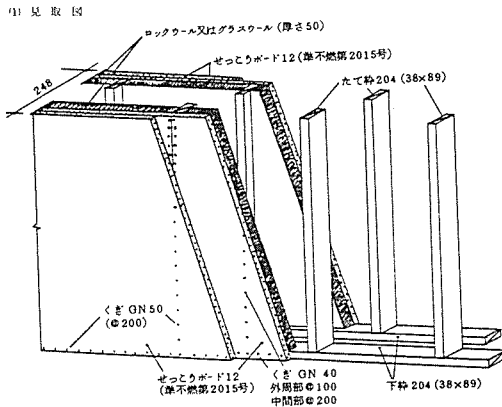 (1) 見取図
ロックウール又はグラスウール(厚さ50)
せっこうボード12(準不燃第2015号)
248
たて枠204(38×89)
くぎGN50
(@200)
せっこうボード12
(準不燃第2015号)
くぎGN 40
外周部@100
中間部@200
下枠204(38×89)